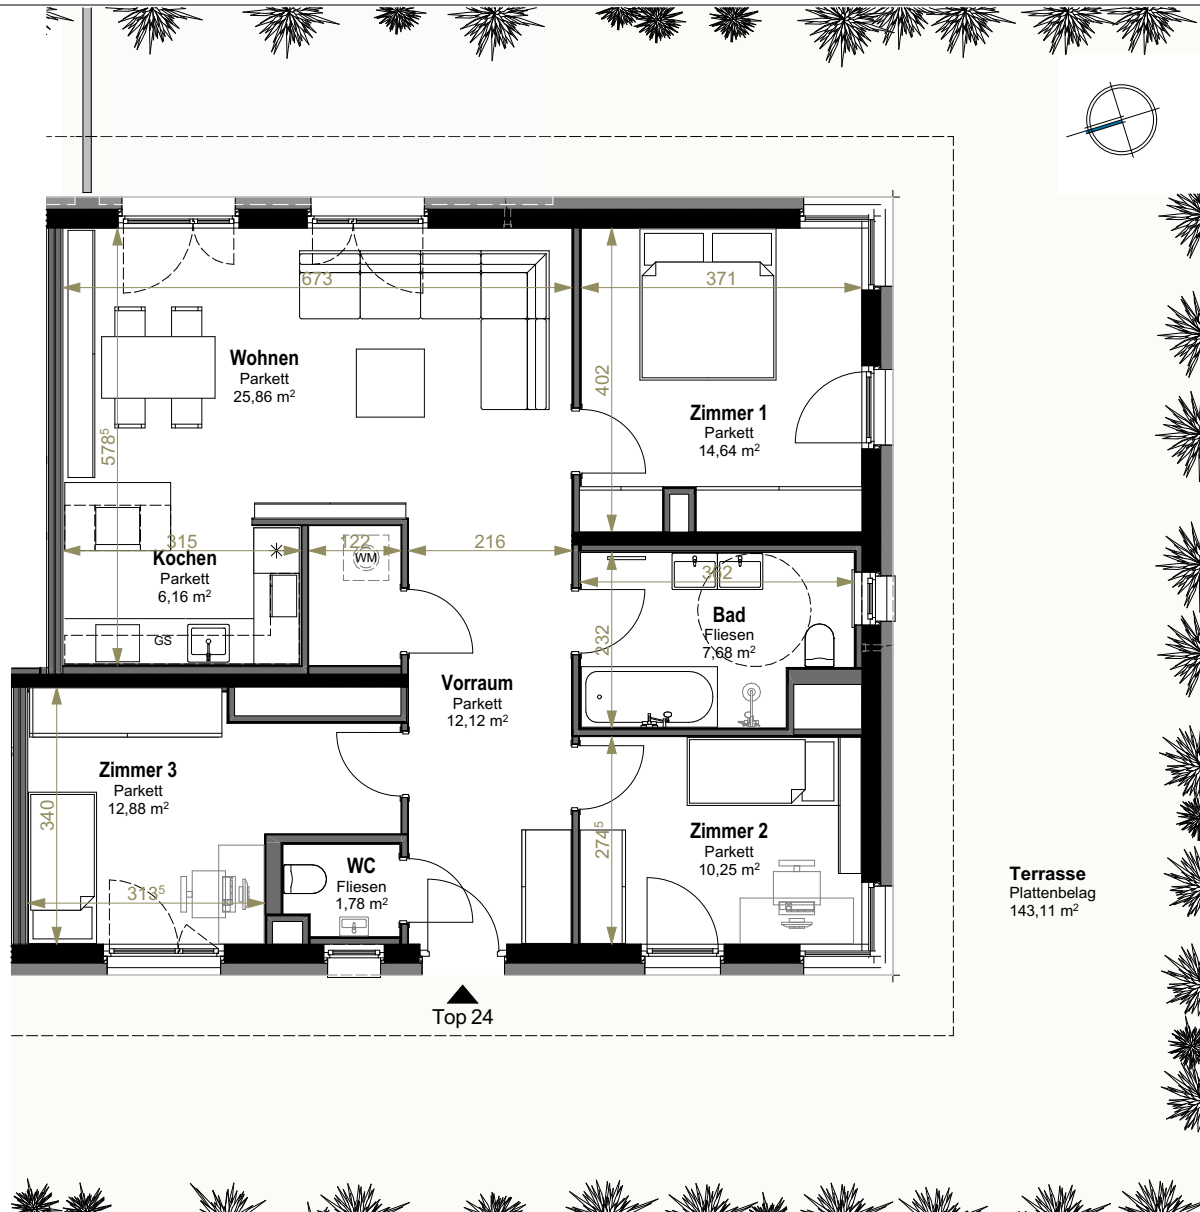 673
371
Wohnen
Parkett
25,86 m²
402
Zimmer 1
Parkett
14,64 m²
578⁵
315
122
216
WM
Kochen
Parkett
6,16 m²
GS
Bad
Fliesen
7,68 m²
232
Vorraum
Parkett
12,12 m²
Zimmer 3
Parkett
12,88 m²
340
313⁵
WC
Fliesen
1,78 m²
274⁵
Zimmer 2
Parkett
10,25 m²
Terrasse
Plattenbelag
143,11 m²
Top 24